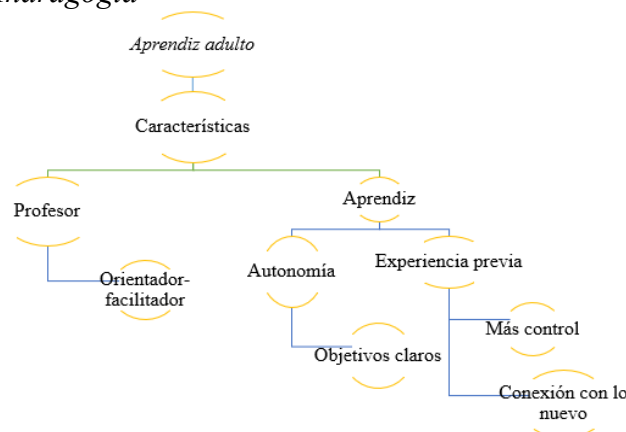 Aprendiz adulto
Características
Profesor
Aprendiz
Orientador-
facilitador
Autonomía
Experiencia previa
Objetivos claros
Más control
Conexión con lo
nuevo